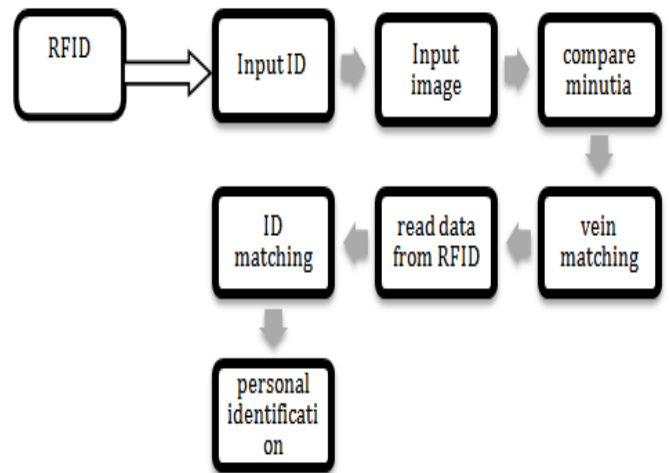 RFID
Input ID
Input
image
compare
minutia
vein
matching
read data
from RFID
ID
matching
personal
identificati
on